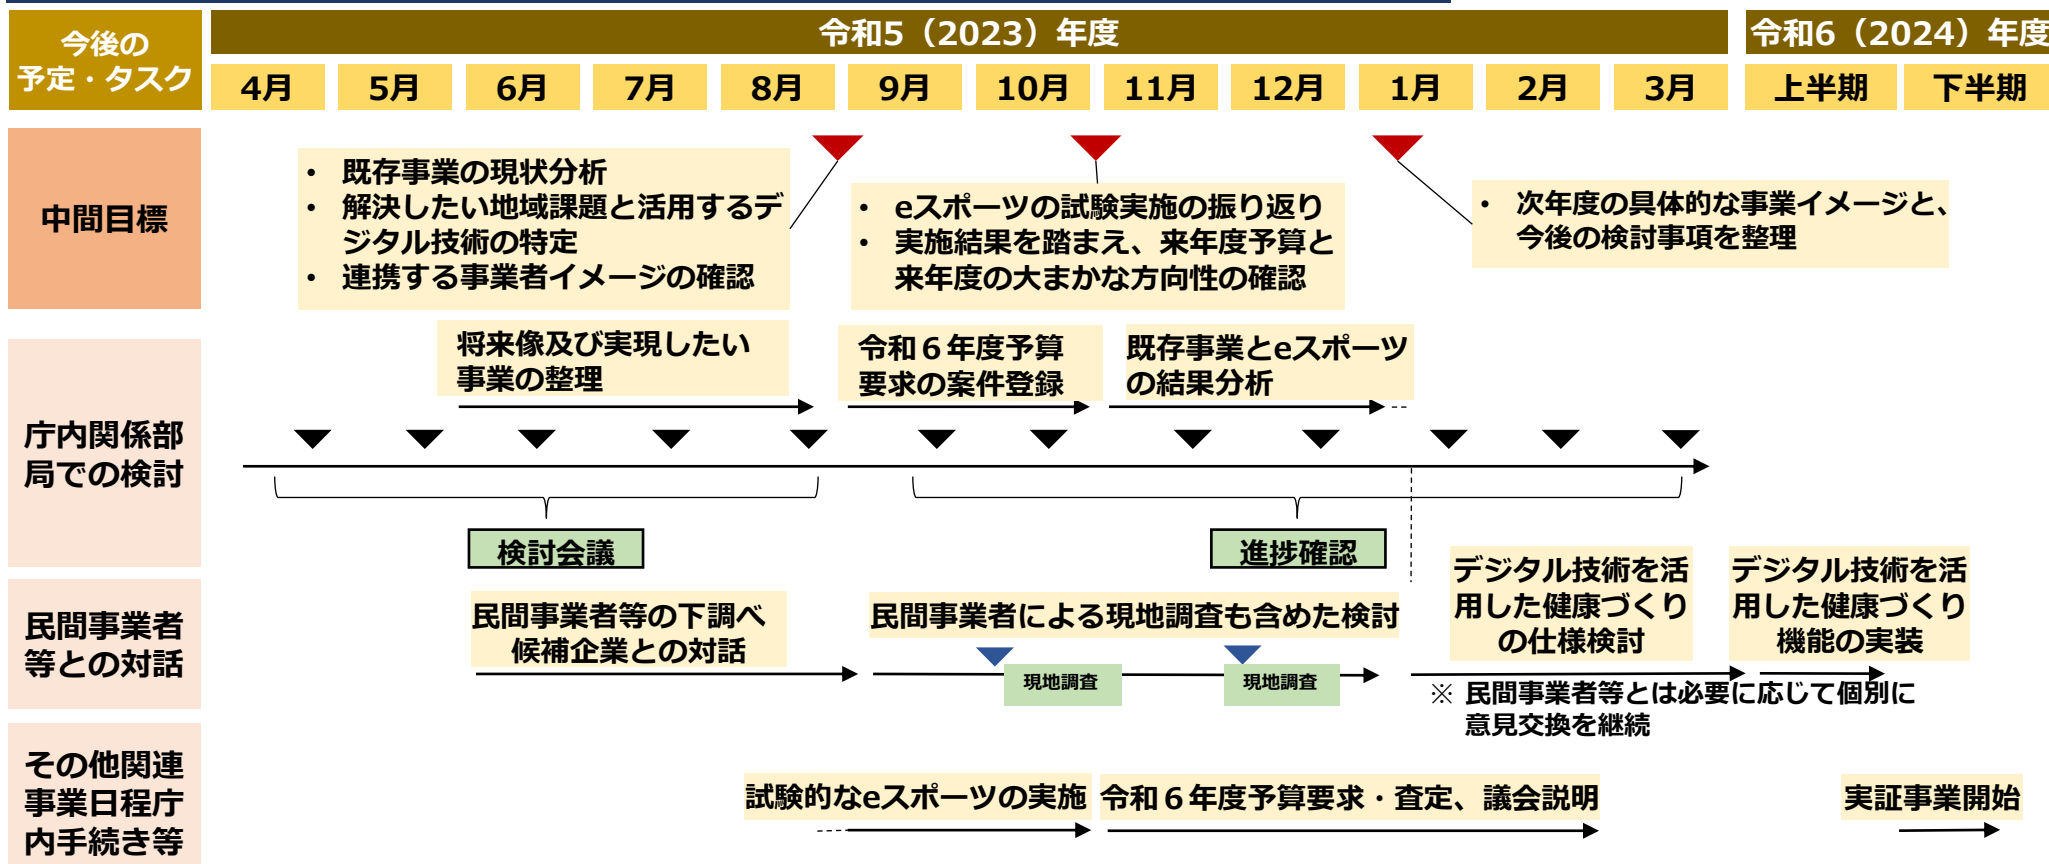 今後の
予定・タスク
令和5（2023）年度
令和6（2024）年度
4月
5月
6月
7月
8月
9月
10月
11月
12月
1月
2月
3月
上半期
下半期
中間目標
• 既存事業の現状分析
• 解決したい地域課題と活用するデ
ジタル技術の特定
• 連携する事業者イメージの確認
• eスポーツの試験実施の振り返り
• 実施結果を踏まえ、来年度予算と
来年度の大まかな方向性の確認
• 次年度の具体的な事業イメージと、
今後の検討事項を整理
庁内関係部
局での検討
将来像及び実現したい
事業の整理
令和６年度予算
要求の案件登録
既存事業とeスポーツ
の結果分析
検討会議
進捗確認
民間事業者
等との対話
民間事業者等の下調べ
候補企業との対話
民間事業者による現地調査も含めた検討
現地調査
現地調査
デジタル技術を活
用した健康づくり
の仕様検討
デジタル技術を活
用した健康づくり
機能の実装
※ 民間事業者等とは必要に応じて個別に
意見交換を継続
その他関連
事業日程庁
内手続き等
試験的なeスポーツの実施
令和６年度予算要求・査定、議会説明
実証事業開始